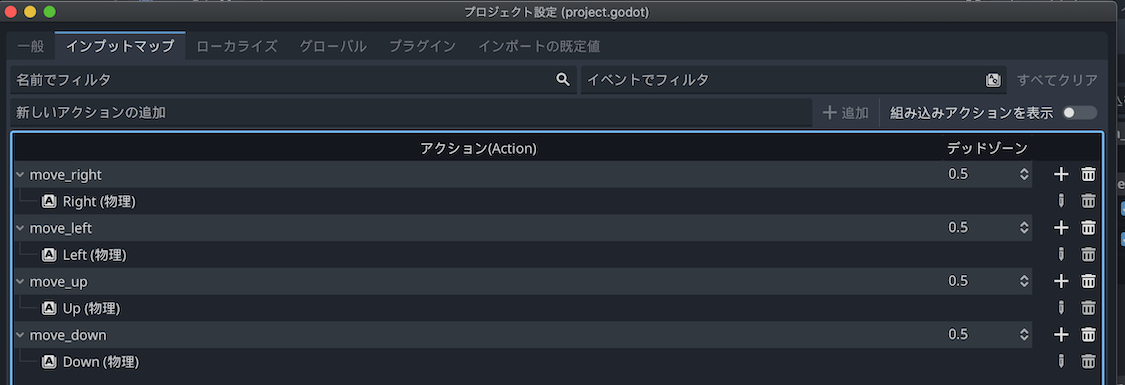 プロジェクト設定 (project.godot)
一般 インプットマップ ローカライズ グローバル プラグイン インポートの既定値
名前でフィルタ イベントでフィルタ すべてクリア
新しいアクションの追加 追加 組み込みアクションを表示
アクション(Action) デッドゾーン
move_right 0.5
Right (物理)
move_left 0.5
Left (物理)
move_up 0.5
Up (物理)
move_down 0.5
Down (物理)